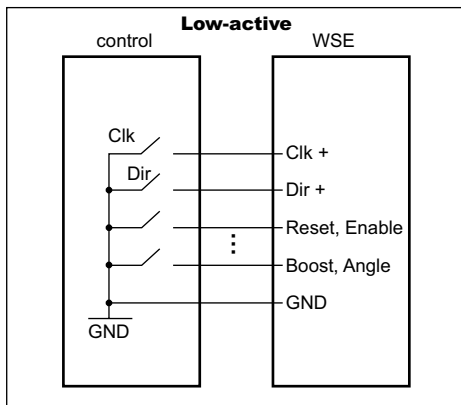 Low-active
control WSE
Clk
Clk +
Dir
Dir +
Reset, Enable
Boost, Angle
GND
GND